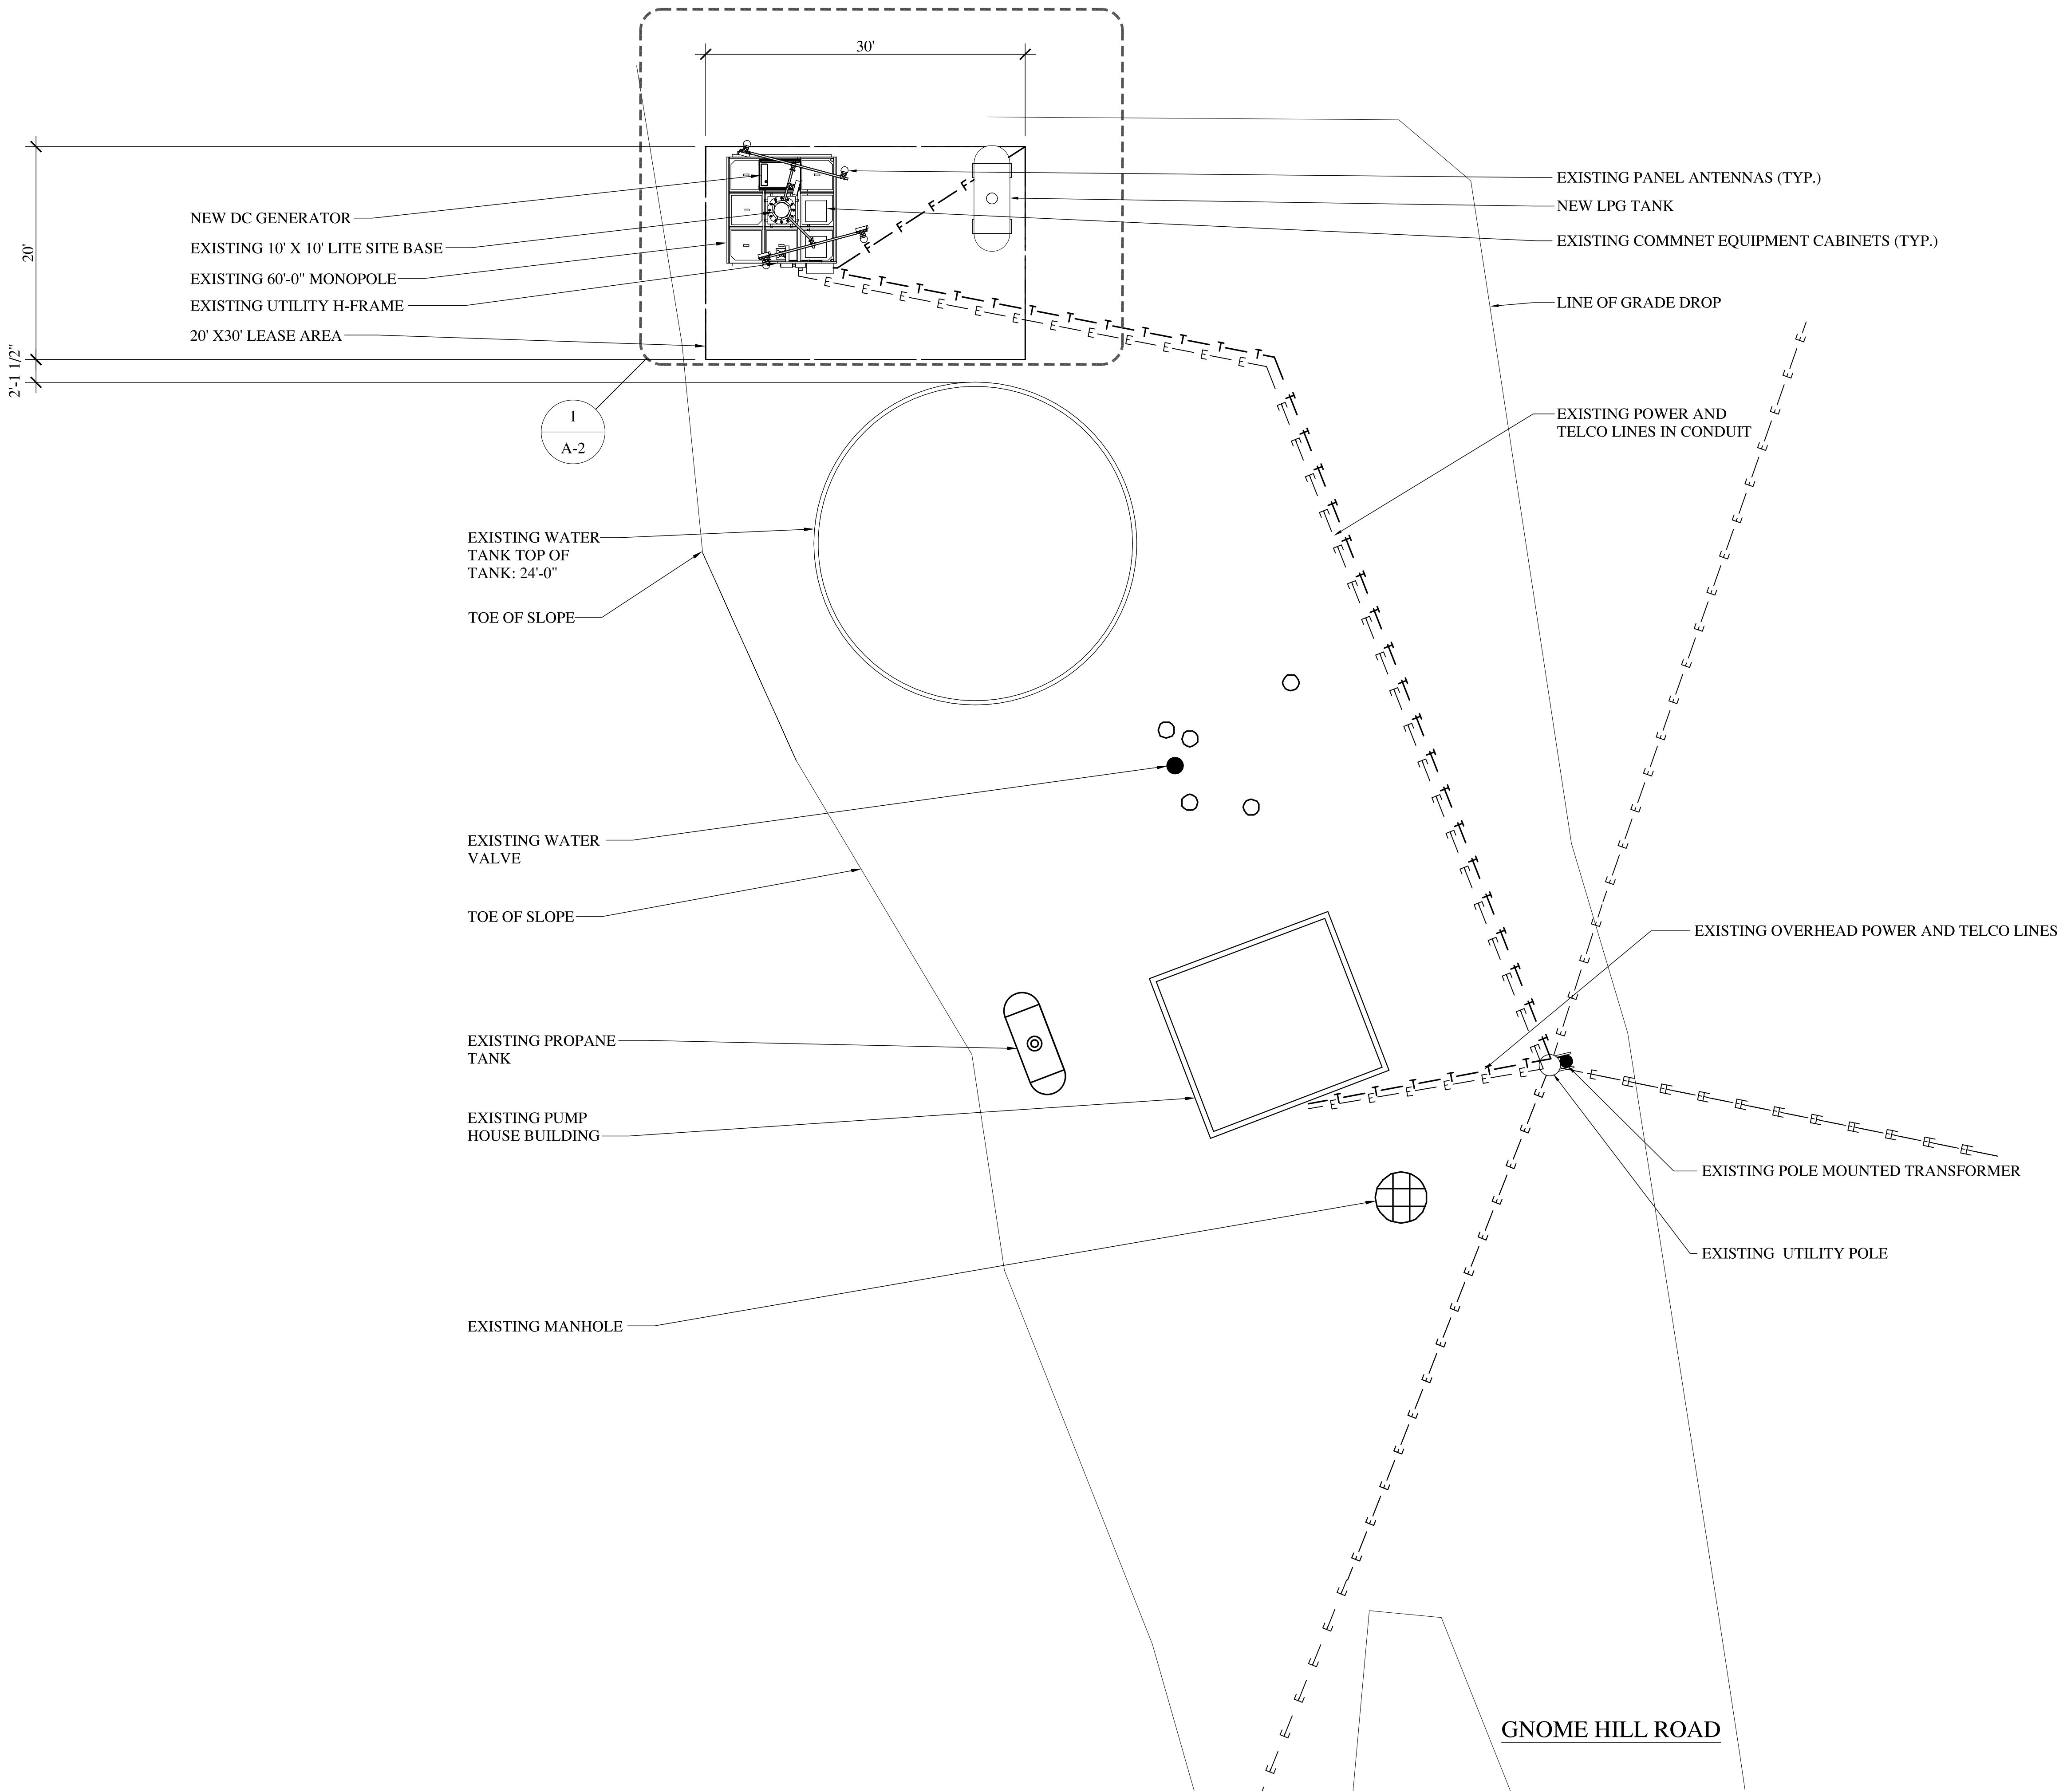 30'
20'
2'-1 1/2"
NEW DC GENERATOR
EXISTING 10' X 10' LITE SITE BASE
EXISTING 60'-0" MONOPOLE
EXISTING UTILITY H-FRAME
20' X30' LEASE AREA
EXISTING PANEL ANTENNAS (TYP.)
NEW LPG TANK
EXISTING COMMNET EQUIPMENT CABINETS (TYP.)
LINE OF GRADE DROP
EXISTING POWER AND
TELCO LINES IN CONDUIT
1
A-2
EXISTING WATER
TANK TOP OF
TANK: 24'-0"
TOE OF SLOPE
EXISTING WATER
VALVE
TOE OF SLOPE
EXISTING OVERHEAD POWER AND TELCO LINES
EXISTING PROPANE
TANK
EXISTING PUMP
HOUSE BUILDING
EXISTING POLE MOUNTED TRANSFORMER
EXISTING UTILITY POLE
EXISTING MANHOLE
GNOME HILL ROAD